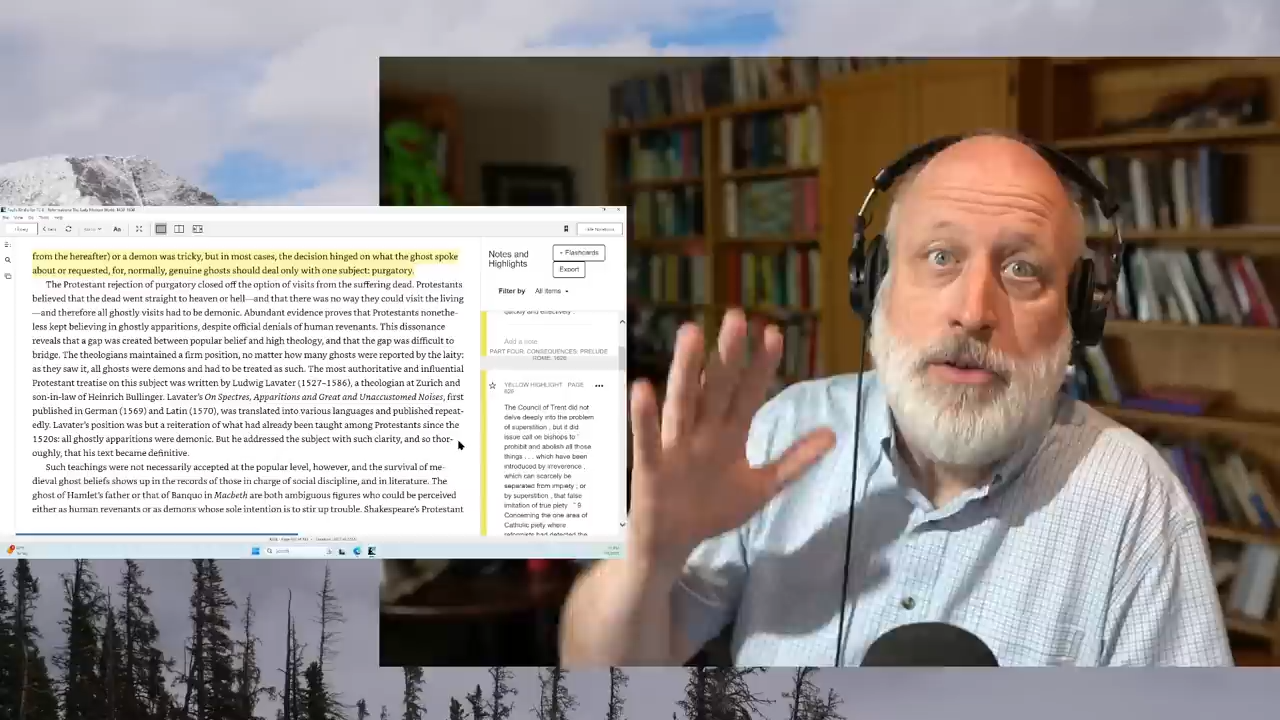 Aa
from the hereafter) or a demon was tricky, but in most cases, the decision hinged on what the ghost spoke
about or requested, for, normally, genuine ghosts should deal only with one subject: purgatory.
The Protestant rejection of purgatory closed off the option of visits from the suffering dead. Protestants
believed that the dead went straight to heaven or hell—and that there was no way they could visit the living
—and therefore all ghostly visits had to be demonic. Abundant evidence proves that Protestants nonethe-
less kept believing in ghostly apparitions, despite official denials of human revenants. This dissonance
reveals that a gap was created between popular belief and high theology, and that the gap was difficult to
bridge. The theologians maintained a firm position, no matter how many ghosts were reported by the laity:
as they saw it, all ghosts were demons and had to be treated as such. The most authoritative and influential
Protestant treatise on this subject was written by Ludwig Lavater (1527–1586), a theologian at Zurich and
son-in-law of Heinrich Bullinger. Lavater's On Spectres, Apparitions and Great and Unaccustomed Noises, first
published in German (1569) and Latin (1570), was translated into various languages and published repeat-
edly. Lavater's position was but a reiteration of what had already been taught among Protestants since the
1520s: all ghostly apparitions were demonic. But he addressed the subject with such clarity, and so thor-
oughly, that his text became definitive.
Such teachings were not necessarily accepted at the popular level, however, and the survival of me-
dieval ghost beliefs shows up in the records of those in charge of social discipline, and in literature. The
ghost of Hamlet's father or that of Banquo in Macbeth are both ambiguous figures who could be perceived
either as human revenants or as demons whose sole intention is to stir up trouble. Shakespeare's Protestant
Notes and
Highlights
+ Flashcards
Export
Filter by All Items
quickly and effectively .
Add a note
PART FOUR: CONSEQUENCES: PRELUDE
ROME, 1626
YELLOW HIGHLIGHT PAGE
The Council of Trent did not
delve deeply into the problem
of superstition , but it did
issue call on bishops to "
prohibit and abolish all those
things . . . which have been
introduced by irreverence ,
which can scarcely be
separated from impiety ; or
by superstition , that false
imitation of true piety . " 9
Concerning the one area of
Catholic piety where
reformists had detected the